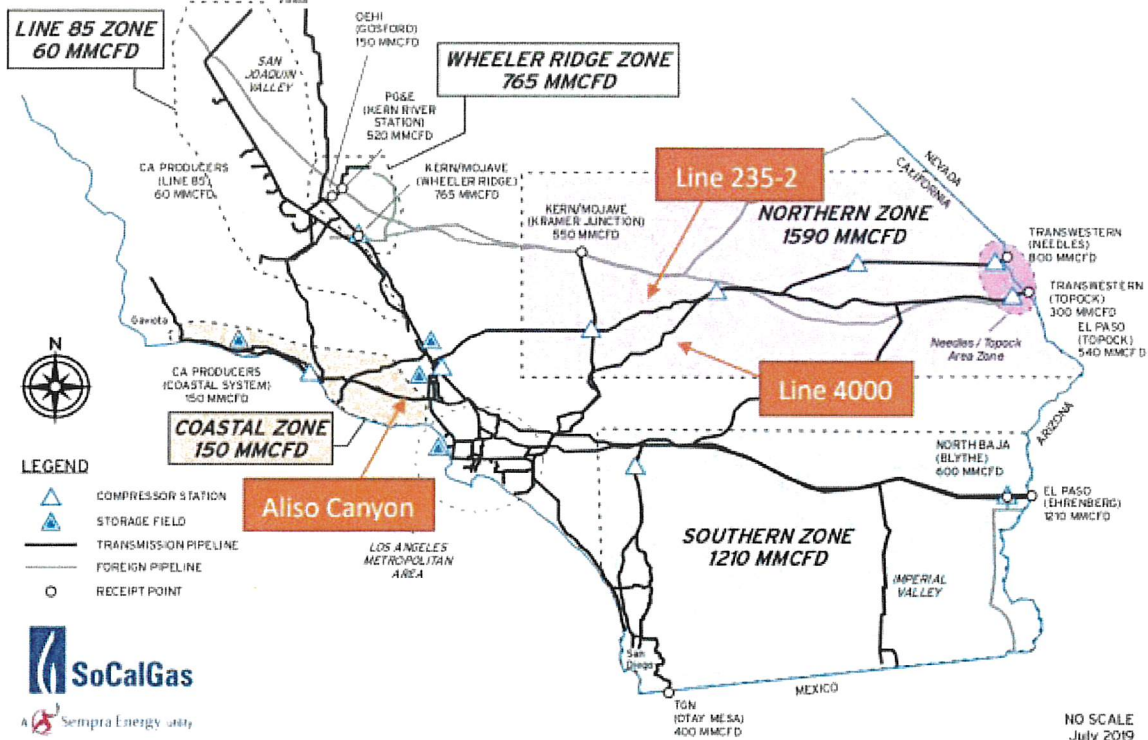 LINE 85 ZONE
60 MMCFD
SAN
JOAQUIN
VALLEY
OEHI
(GOSFORD)
150 MMCFD
WHEELER RIDGE ZONE
765 MMCFD
PG&E
(KERN RIVER
STATION)
520 MMCFD
CA PRODUCERS
(LINE 85)
60 MMCFD
KERN/MOJAVE
(WHEELER RIDGE)
765 MMCFD
Line 235-2
KERN/MOJAVE
(KRAMER JUNCTION)
550 MMCFD
NORTHERN ZONE
1590 MMCFD
NEVADA
CALIFORNIA
TRANSWESTERN
(NEEDLES)
800 MMCFD
TRANSWESTERN
(TOPOCK)
300 MMCFD
EL PASO
(TOPOCK)
540 MMCFD
Needles / Topock
Area Zone
Gaviota
N
CA PRODUCERS
(COASTAL SYSTEM)
150 MMCFD
Line 4000
COASTAL ZONE
150 MMCFD
ARIZONA
NORTH BAJA
(BLYTHE)
600 MMCFD
EL PASO
(EHRENBERG)
1210 MMCFD
LEGEND
COMPRESSOR STATION
STORAGE FIELD
TRANSMISSION PIPELINE
FOREIGN PIPELINE
RECEIPT POINT
Aliso Canyon
LOS ANGELES
METROPOLITAN
AREA
SOUTHERN ZONE
1210 MMCFD
IMPERIAL
VALLEY
San
Diego
MEXICO
TGN
(OTAY MESA)
400 MMCFD
SoCalGas
A Sempra Energy utility
NO SCALE
July 2019